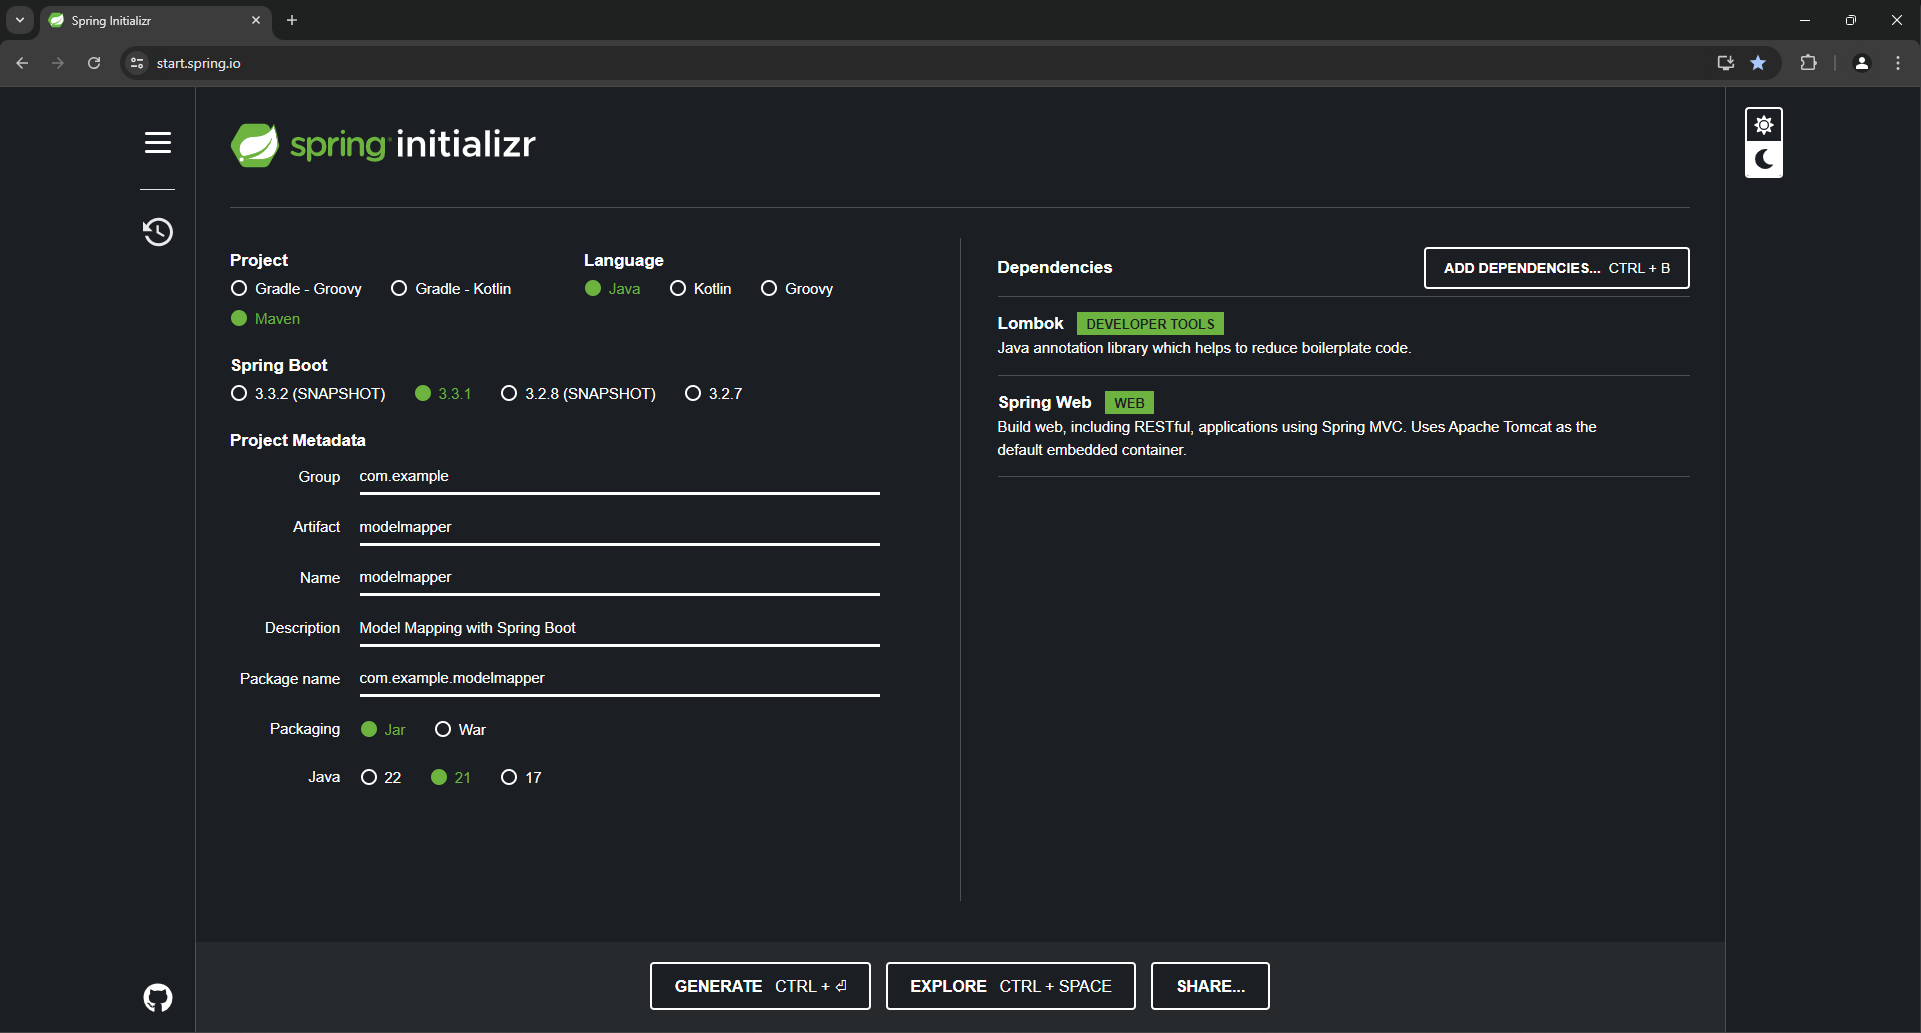 Spring Initializr
start.spring.io
spring initializr
Project
Gradle - Groovy Gradle - Kotlin
Maven
Language
Java Kotlin Groovy
Spring Boot
3.3.2 (SNAPSHOT) 3.3.1 3.2.8 (SNAPSHOT) 3.2.7
Project Metadata
Group com.example
Artifact modelmapper
Name modelmapper
Description Model Mapping with Spring Boot
Package name com.example.modelmapper
Packaging Jar War
Java 22 21 17
Dependencies ADD DEPENDENCIES... CTRL + B
Lombok DEVELOPER TOOLS
Java annotation library which helps to reduce boilerplate code.
Spring Web WEB
Build web, including RESTful, applications using Spring MVC. Uses Apache Tomcat as the
default embedded container.
GENERATE CTRL + ⏎ EXPLORE CTRL + SPACE SHARE...